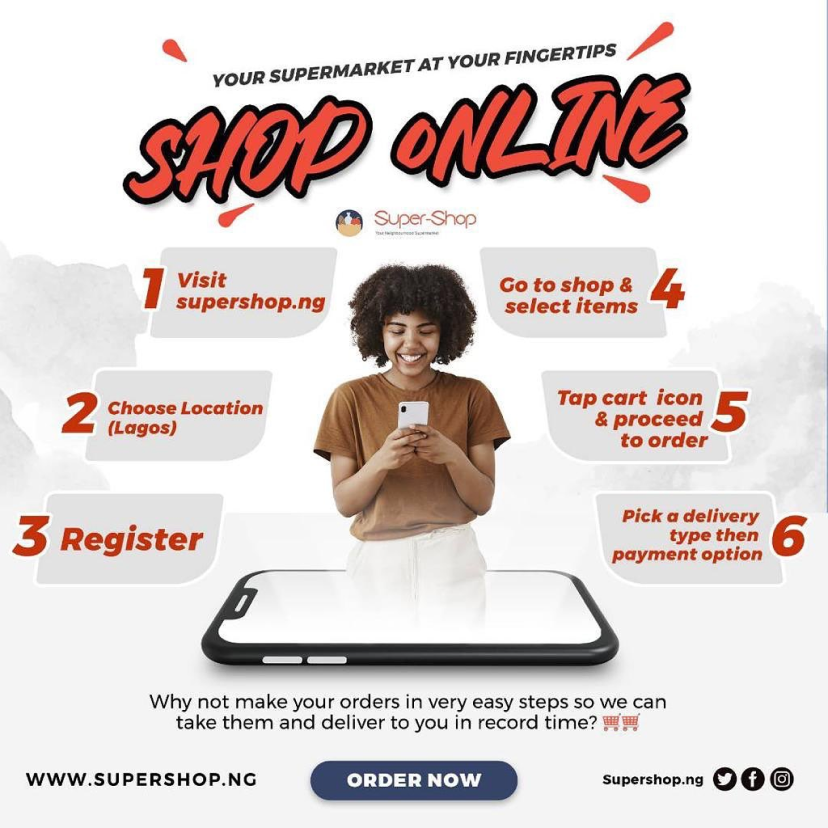 YOUR SUPERMARKET AT YOUR FINGERTIPS
SHOP oNLINE
Super-Shop
Your Neighbourhood Supermarket
1 Visit
supershop.ng
2 Choose Location
(Lagos)
3 Register
Go to shop & 4
select items
Tap cart icon 5
& proceed
to order
Pick a delivery 6
type then
payment option
Why not make your orders in very easy steps so we can
take them and deliver to you in record time?
WWW.SUPERSHOP.NG
ORDER NOW
Supershop.ng